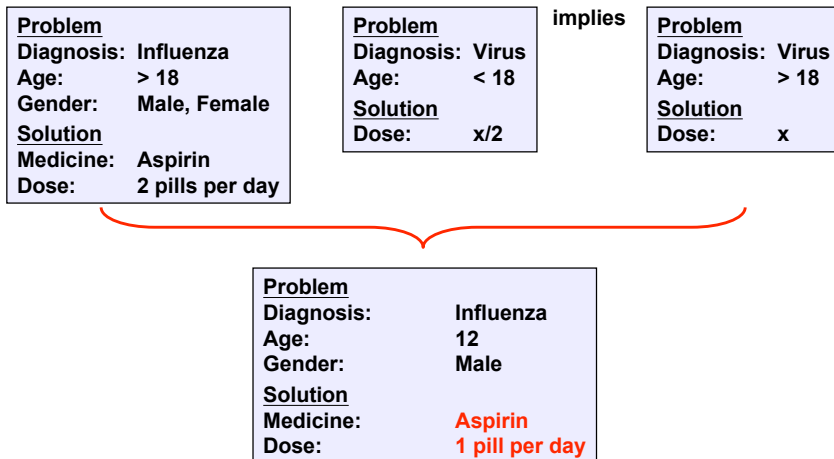 Problem
Diagnosis: Influenza
Age: > 18
Gender: Male, Female
Solution
Medicine: Aspirin
Dose: 2 pills per day
Problem
Diagnosis: Virus
Age: < 18
Solution
Dose: x/2
implies
Problem
Diagnosis: Virus
Age: > 18
Solution
Dose: x
Problem
Diagnosis: Influenza
Age: 12
Gender: Male
Solution
Medicine: Aspirin
Dose: 1 pill per day